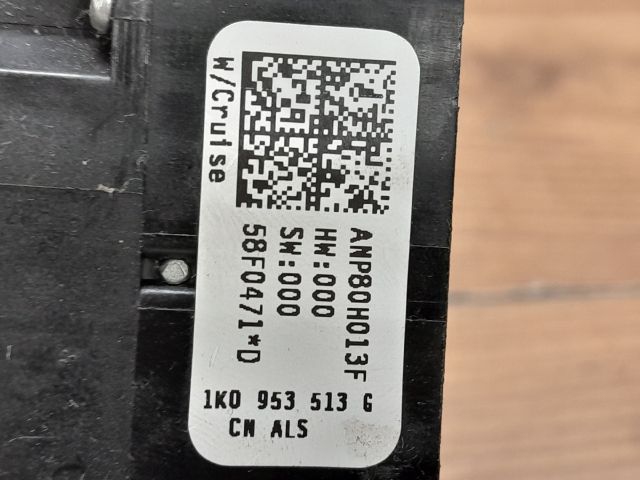 W/Cruise
ANP80H013F
HW:000
SW:000
58F0471*D
1K0 953 513 G
CN ALS